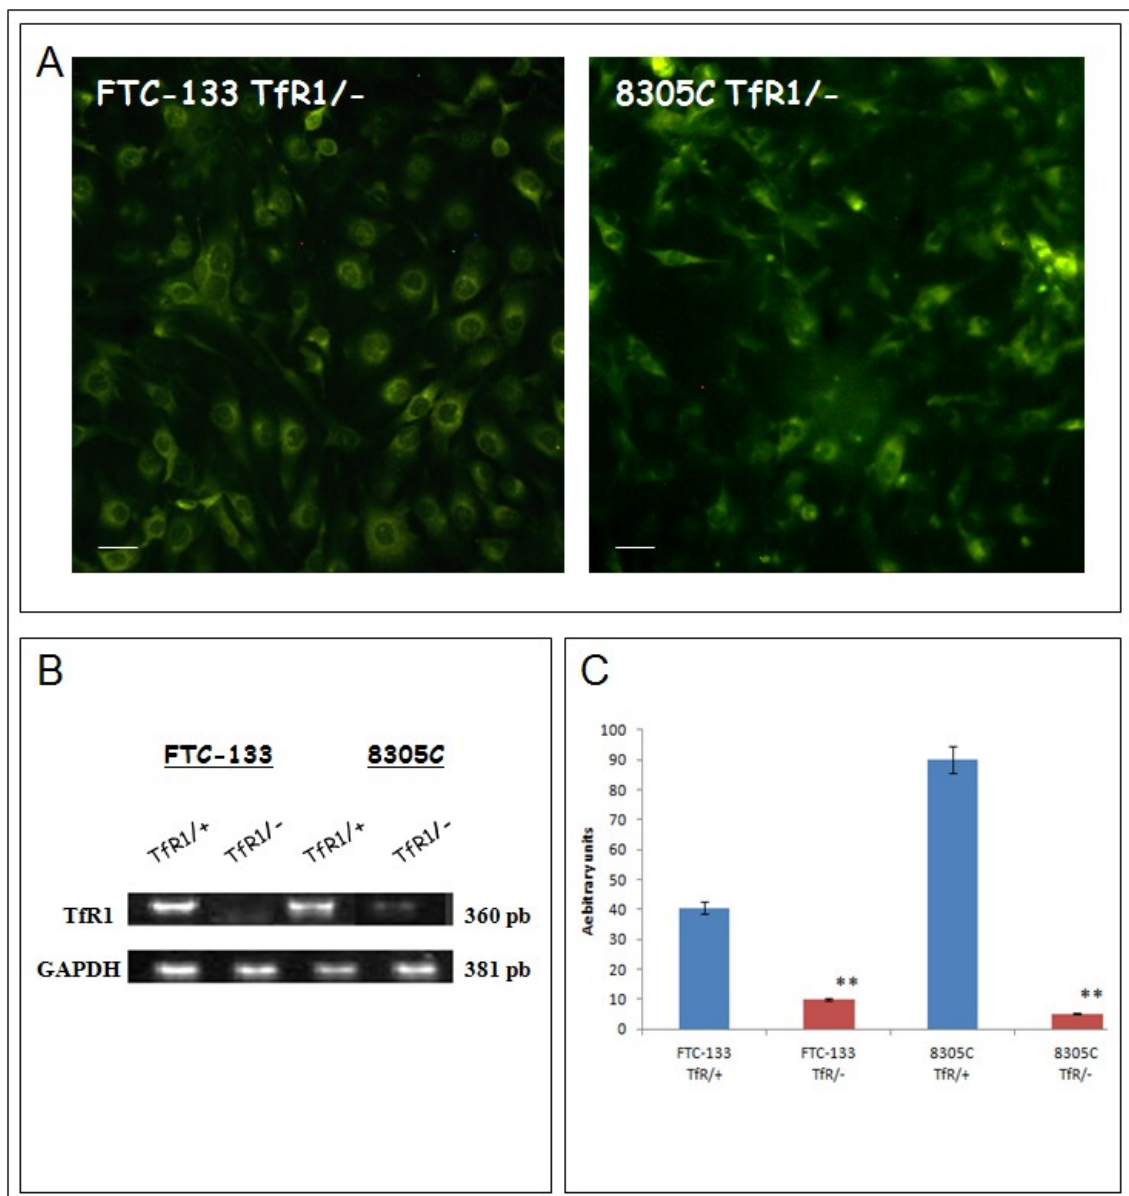 A
FTC-133 TfR1/-
8305C TfR1/-
B
FTC-133
8305C
TfR1/+
TfR1/-
TfR1/+
TfR1/-
TfR1
360 pb
GAPDH
381 pb
C
100
90
80
70
60
50
40
30
20
10
0
Aebitrary units
**
**
FTC-133
TfR/+
FTC-133
TfR/-
8305C
TfR/+
8305C
TfR/-